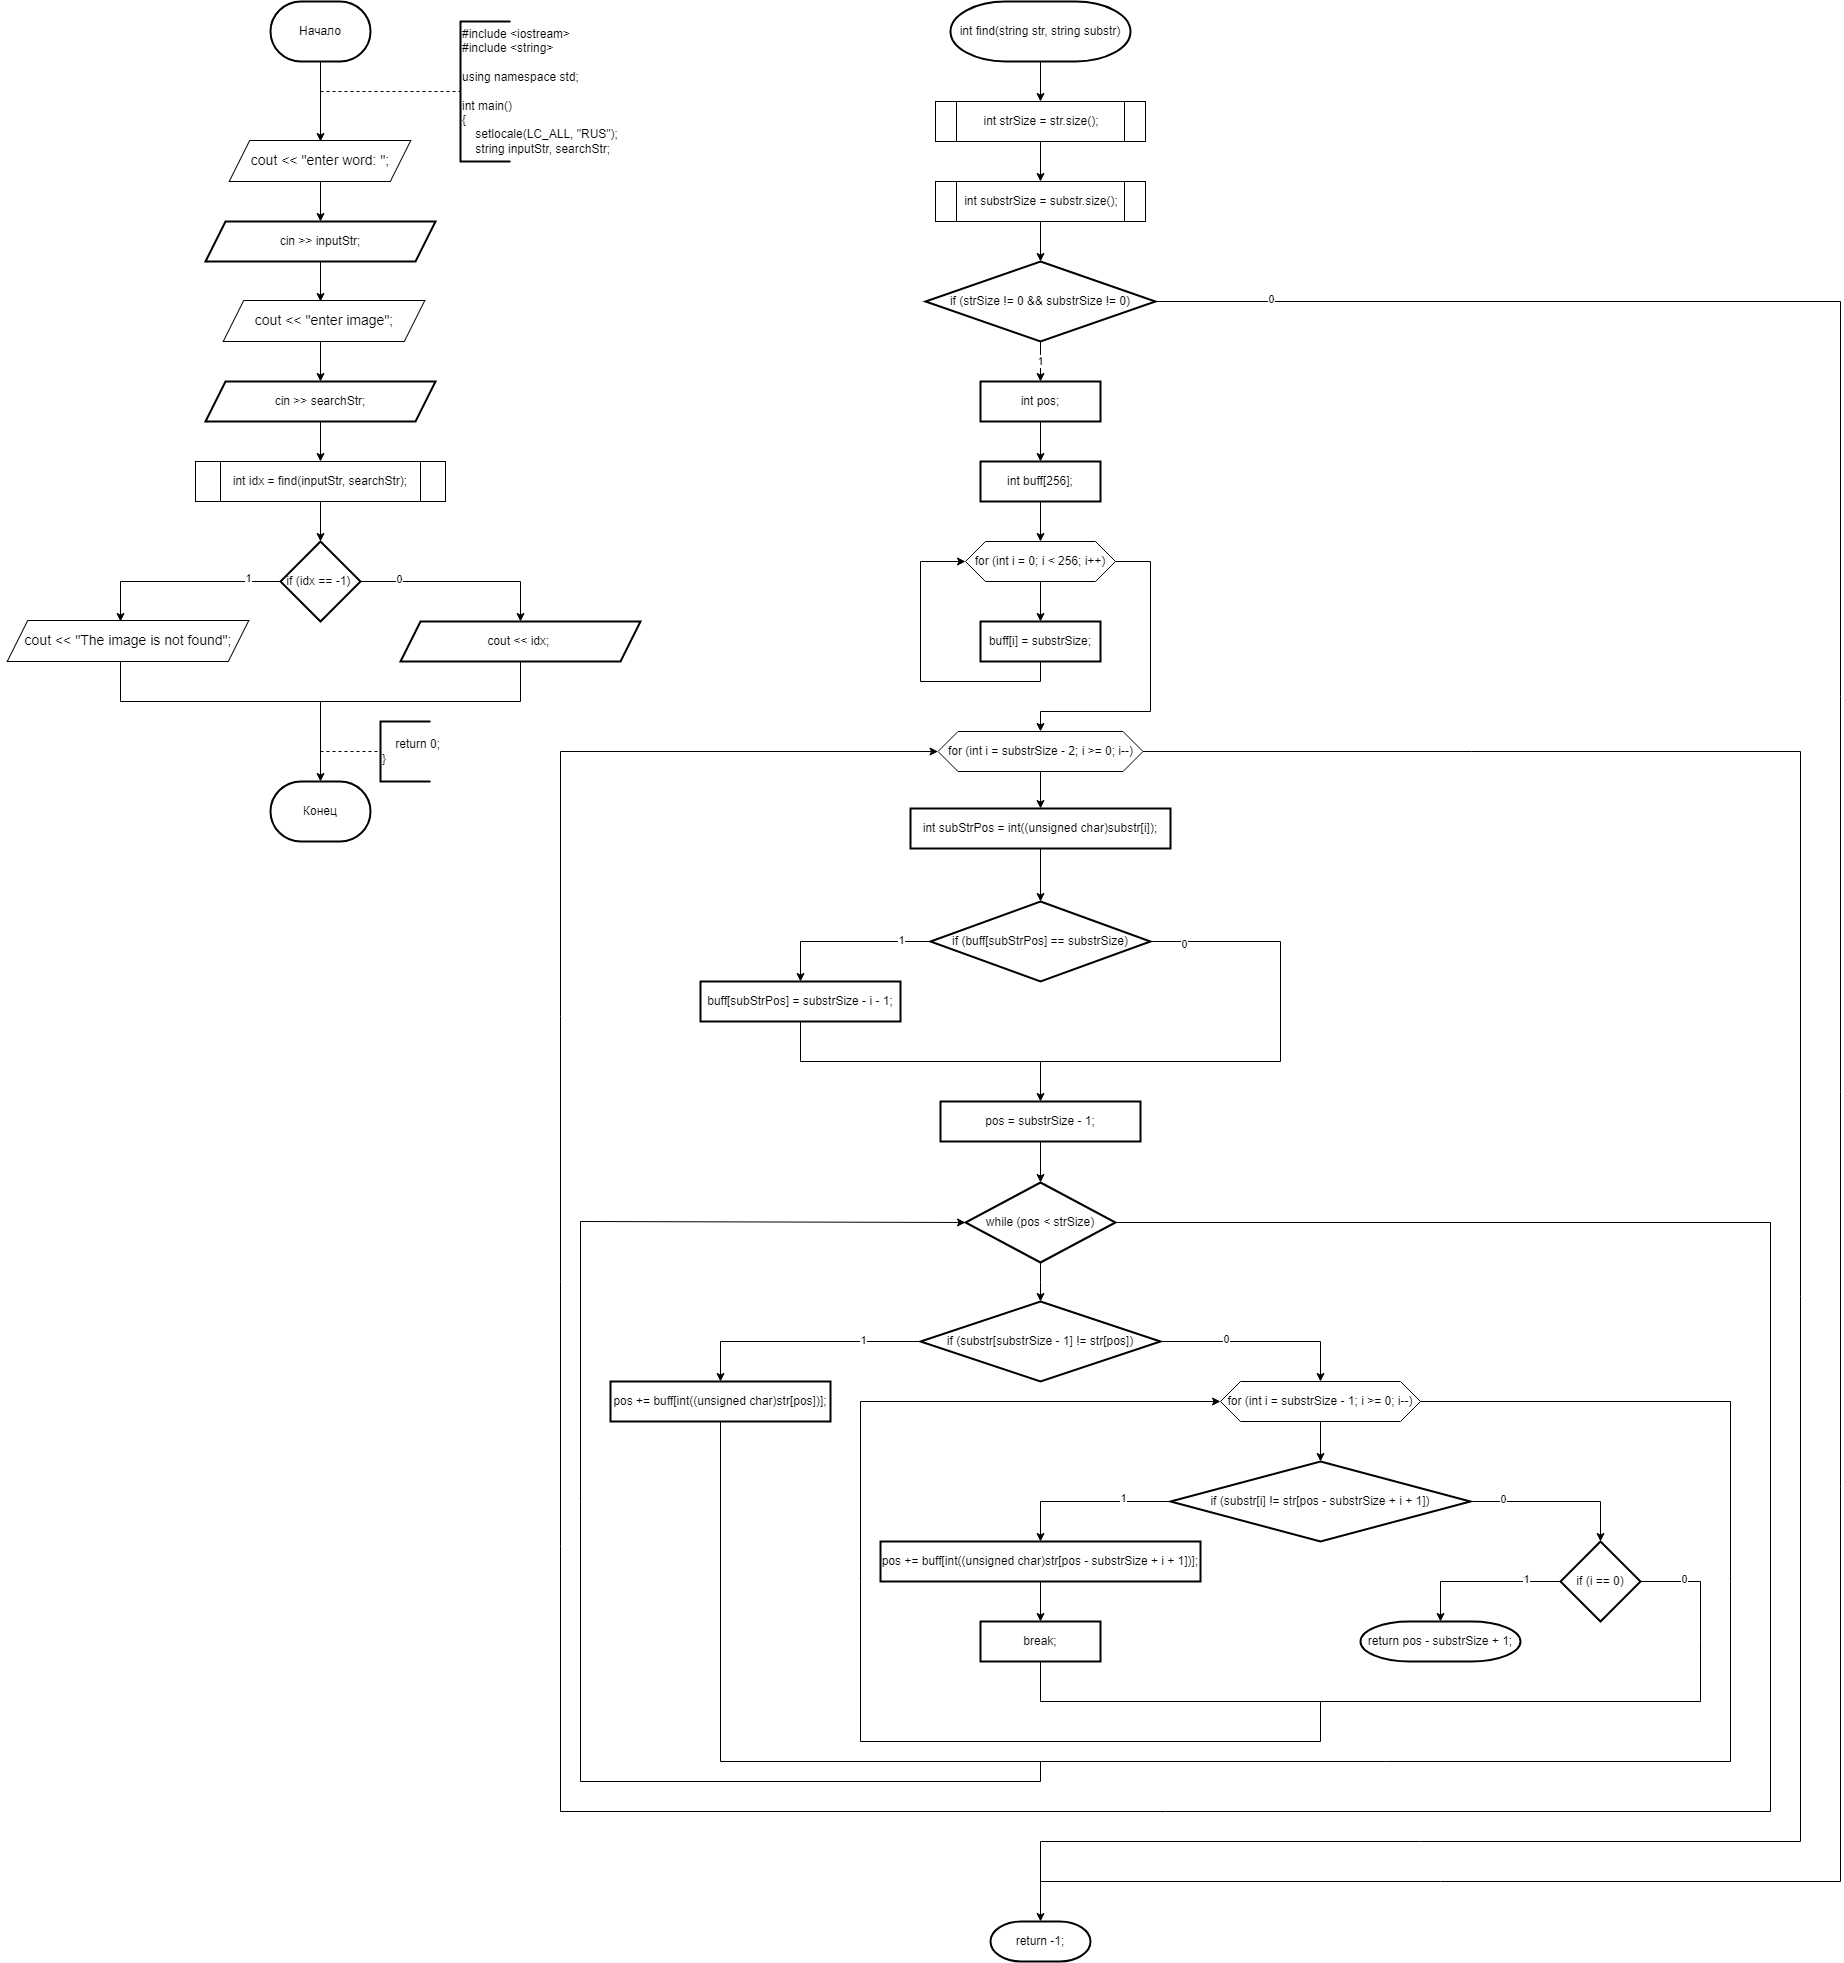 Начало
#include <iostream>
#include <string>
using namespace std;
int main()
{
setlocale(LC_ALL, "RUS");
string inputStr, searchStr;
cout << "enter word: ";
cin >> inputStr;
cout << "enter image";
cin >> searchStr;
int idx = find(inputStr, searchStr);
if (idx == -1)
1
0
cout << "The image is not found";
cout << idx;
return 0;
}
Конец
int find(string str, string substr)
int strSize = str.size();
int substrSize = substr.size();
if (strSize != 0 && substrSize != 0)
0
1
int pos;
int buff[256];
for (int i = 0; i < 256; i++)
buff[i] = substrSize;
for (int i = substrSize - 2; i >= 0; i--)
int subStrPos = int((unsigned char)substr[i]);
if (buff[subStrPos] == substrSize)
1
0
buff[subStrPos] = substrSize - i - 1;
pos = substrSize - 1;
while (pos < strSize)
if (substr[substrSize - 1] != str[pos])
1
0
pos += buff[int((unsigned char)str[pos])];
for (int i = substrSize - 1; i >= 0; i--)
if (substr[i] != str[pos - substrSize + i + 1])
1
0
pos += buff[int((unsigned char)str[pos - substrSize + i + 1])];
if (i == 0)
1
0
break;
return pos - substrSize + 1;
return -1;